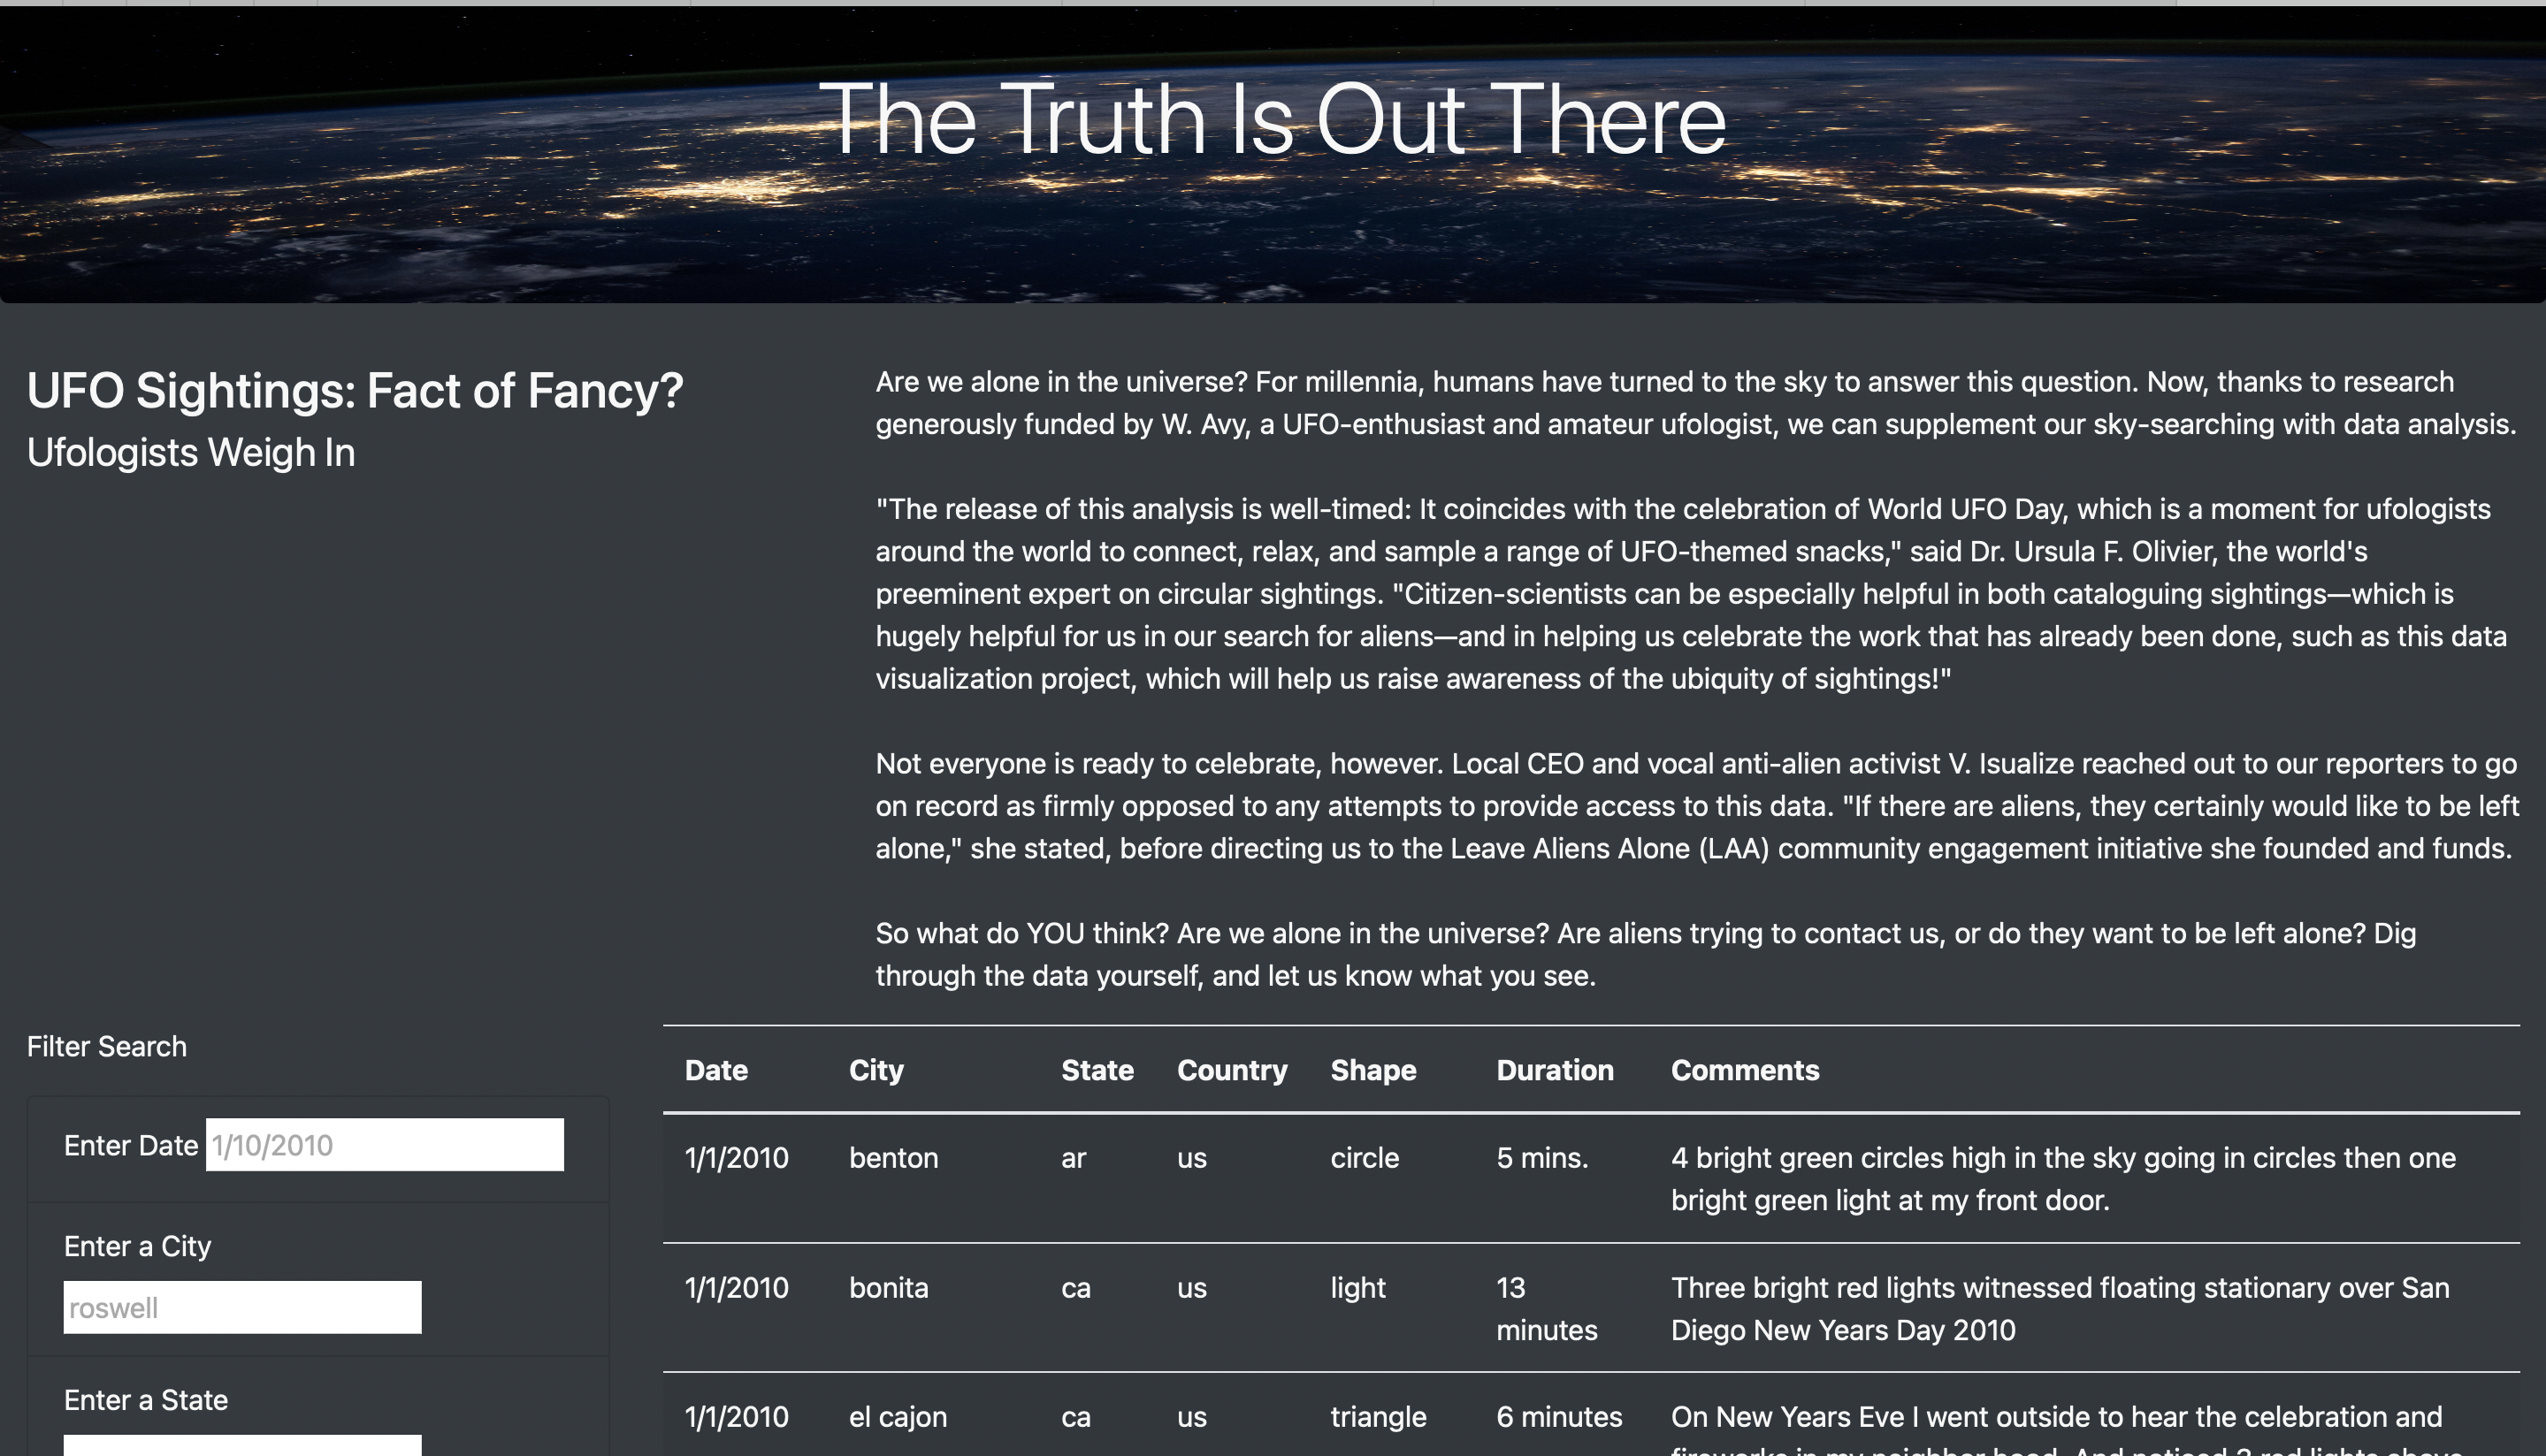 The Truth Is Out There
UFO Sightings: Fact of Fancy?
Ufologists Weigh In
Are we alone in the universe? For millennia, humans have turned to the sky to answer this question. Now, thanks to research
generously funded by W. Avy, a UFO-enthusiast and amateur ufologist, we can supplement our sky-searching with data analysis.
"The release of this analysis is well-timed: It coincides with the celebration of World UFO Day, which is a moment for ufologists
around the world to connect, relax, and sample a range of UFO-themed snacks," said Dr. Ursula F. Olivier, the world's
preeminent expert on circular sightings. "Citizen-scientists can be especially helpful in both cataloguing sightings—which is
hugely helpful for us in our search for aliens—and in helping us celebrate the work that has already been done, such as this data
visualization project, which will help us raise awareness of the ubiquity of sightings!"
Not everyone is ready to celebrate, however. Local CEO and vocal anti-alien activist V. Isualize reached out to our reporters to go
on record as firmly opposed to any attempts to provide access to this data. "If there are aliens, they certainly would like to be left
alone," she stated, before directing us to the Leave Aliens Alone (LAA) community engagement initiative she founded and funds.
So what do YOU think? Are we alone in the universe? Are aliens trying to contact us, or do they want to be left alone? Dig
through the data yourself, and let us know what you see.
Filter Search
Enter Date 1/10/2010
Enter a City
roswell
Enter a State
Date City State Country Shape Duration Comments
1/1/2010 benton ar us circle 5 mins. 4 bright green circles high in the sky going in circles then one
bright green light at my front door.
1/1/2010 bonita ca us light 13 Three bright red lights witnessed floating stationary over San
minutes Diego New Years Day 2010
1/1/2010 el cajon ca us triangle 6 minutes On New Years Eve I went outside to hear the celebration and